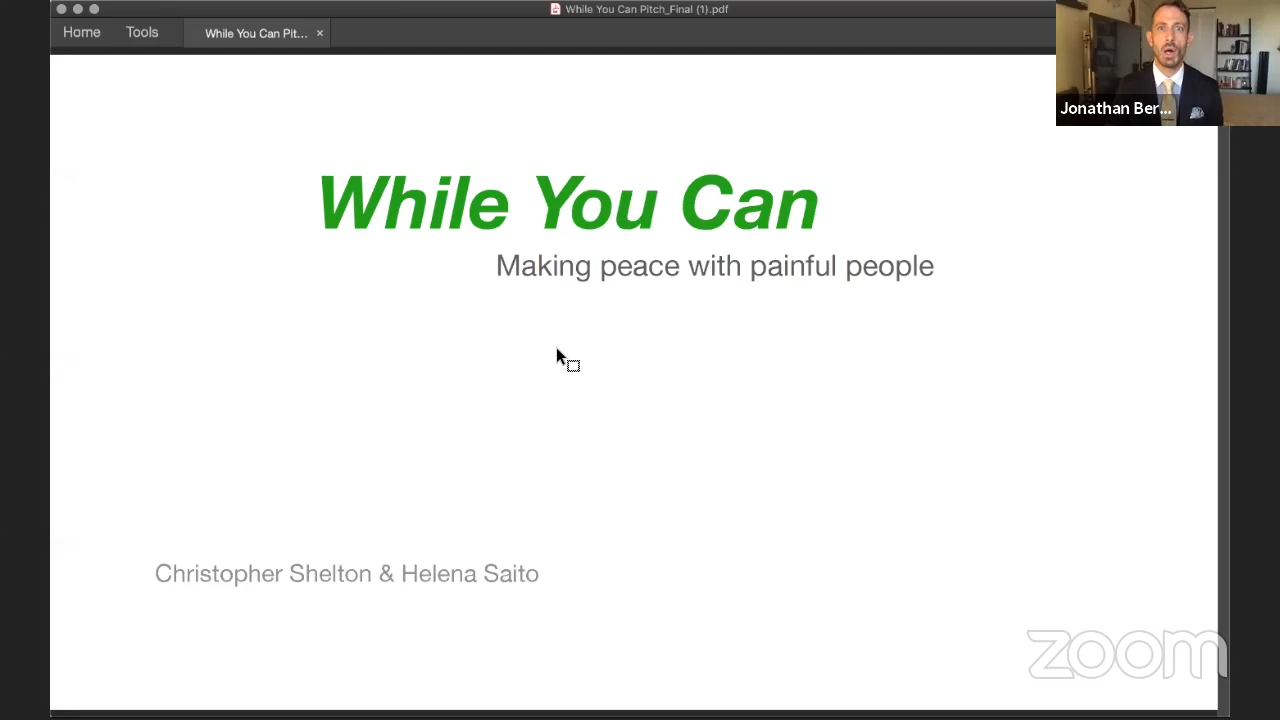 While You Can Pitch_Final (1).pdf
Home
Tools
While You Can Pit...
×
Jonathan Ber...
While You Can
Making peace with painful people
Christopher Shelton & Helena Saito
zoom